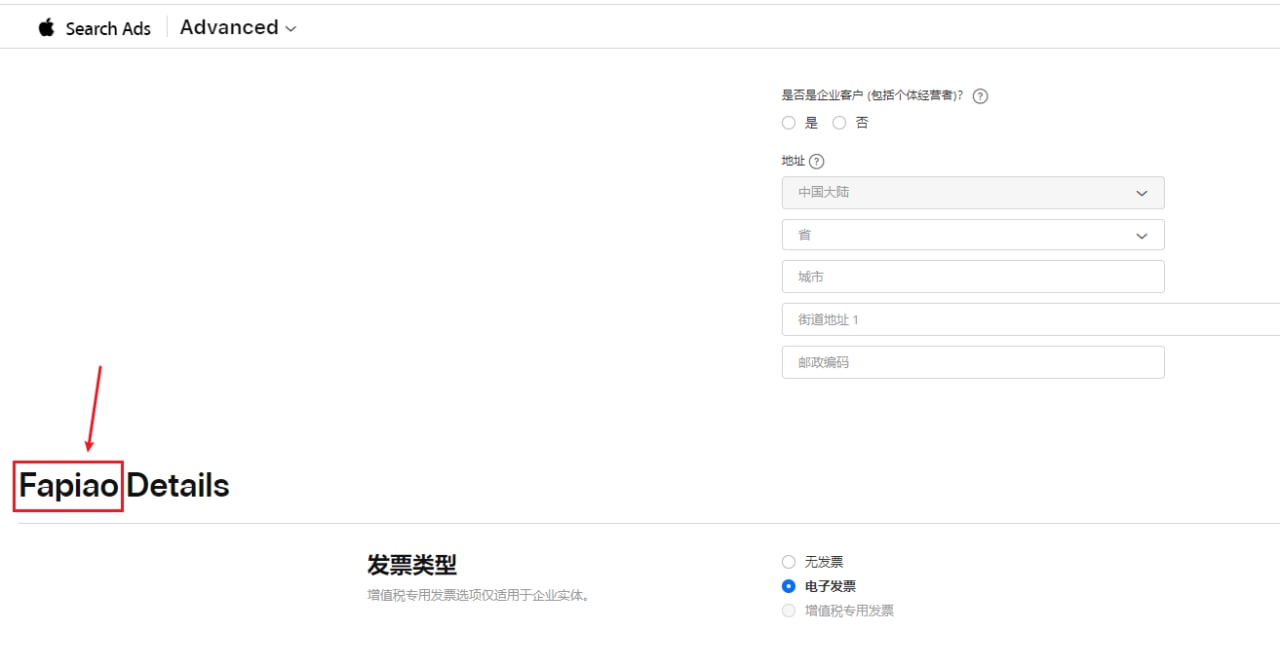 Search Ads Advanced
是否是企业客户 (包括个体经营者)? ?
是 否
地址 ?
中国大陆
省
城市
街道地址 1
邮政编码
Fapiao Details
发票类型
增值税专用发票选项仅适用于企业实体。
无发票
电子发票
增值税专用发票